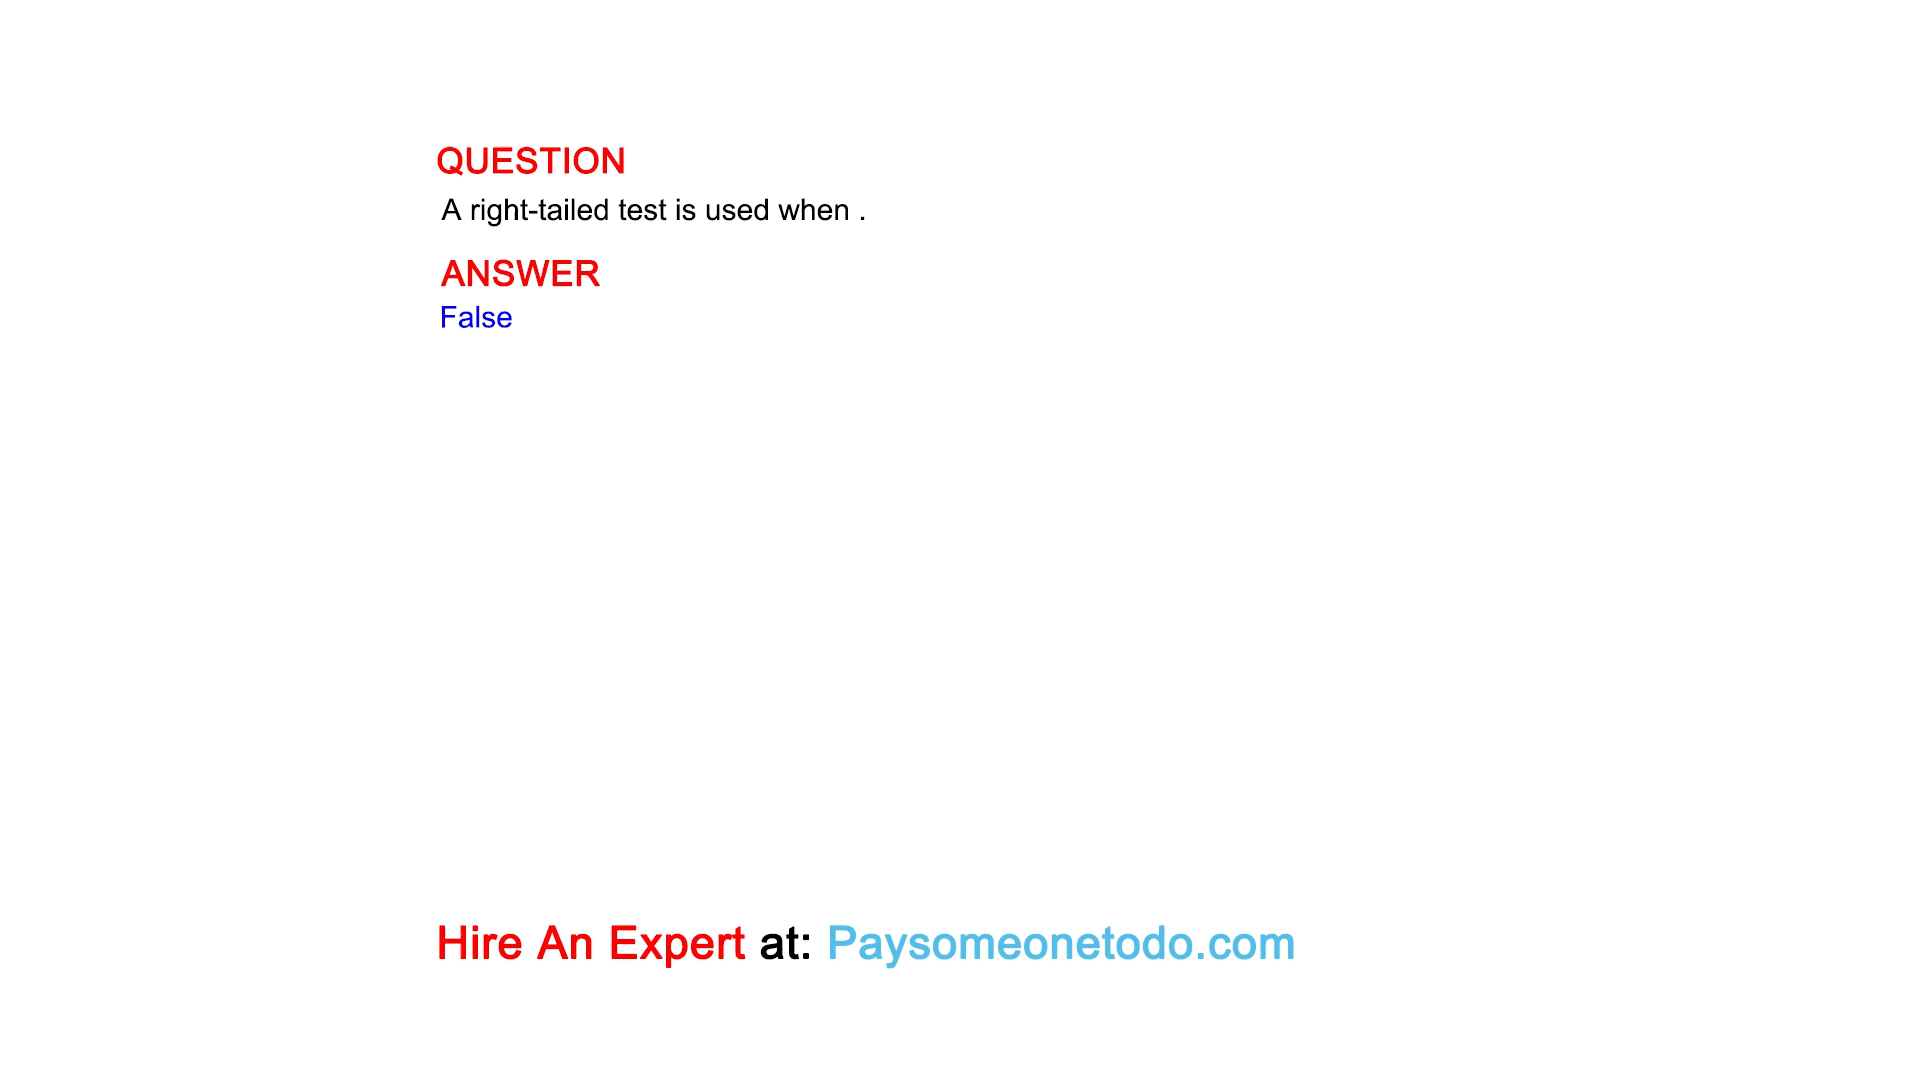 QUESTION
A right-tailed test is used when .
ANSWER
False
Hire An Expert at: Paysomeonetodo.com